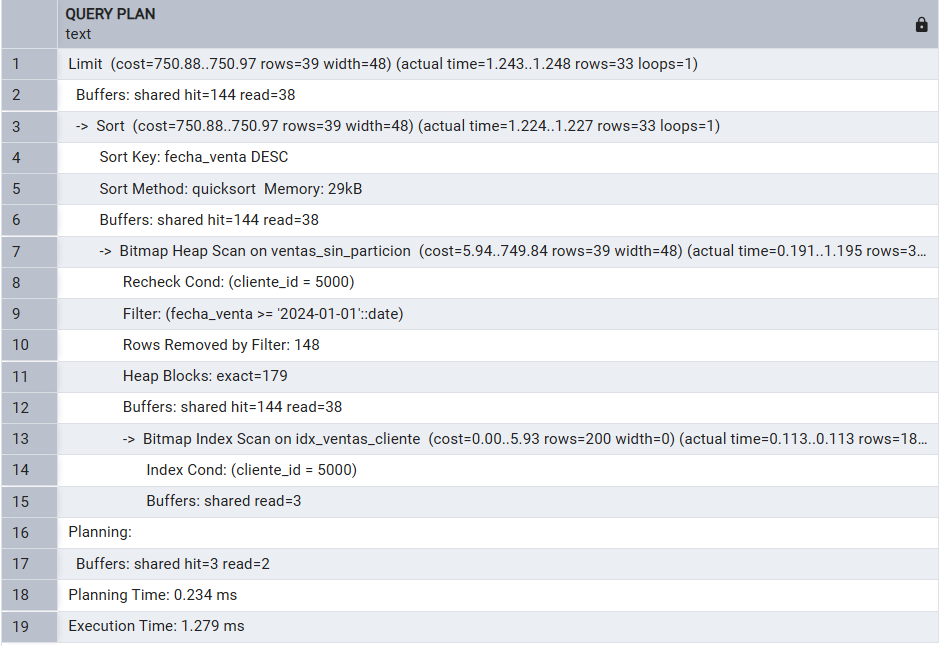 QUERY PLAN
text
1 Limit (cost=750.88..750.97 rows=39 width=48) (actual time=1.243..1.248 rows=33 loops=1)
2 Buffers: shared hit=144 read=38
3 -> Sort (cost=750.88..750.97 rows=39 width=48) (actual time=1.224..1.227 rows=33 loops=1)
4 Sort Key: fecha_venta DESC
5 Sort Method: quicksort Memory: 29kB
6 Buffers: shared hit=144 read=38
7 -> Bitmap Heap Scan on ventas_sin_particion (cost=5.94..749.84 rows=39 width=48) (actual time=0.191..1.195 rows=3...
8 Recheck Cond: (cliente_id = 5000)
9 Filter: (fecha_venta >= '2024-01-01'::date)
10 Rows Removed by Filter: 148
11 Heap Blocks: exact=179
12 Buffers: shared hit=144 read=38
13 -> Bitmap Index Scan on idx_ventas_cliente (cost=0.00..5.93 rows=200 width=0) (actual time=0.113..0.113 rows=18...
14 Index Cond: (cliente_id = 5000)
15 Buffers: shared read=3
16 Planning:
17 Buffers: shared hit=3 read=2
18 Planning Time: 0.234 ms
19 Execution Time: 1.279 ms